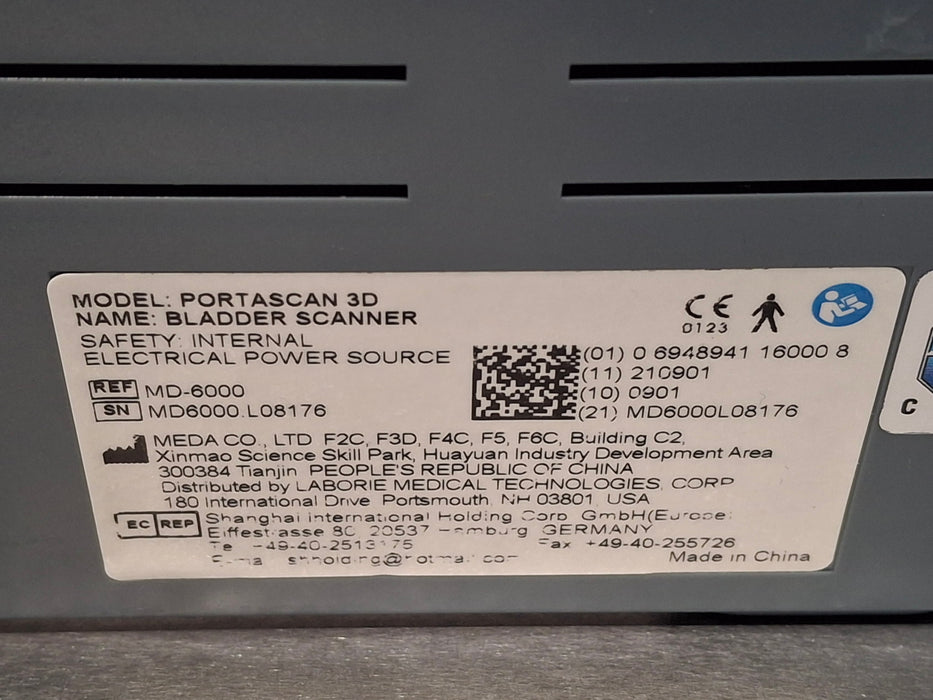 MODEL: PORTASCAN 3D
NAME: BLADDER SCANNER
SAFETY: INTERNAL
ELECTRICAL POWER SOURCE
CE
0123
REF MD-6000
SN MD6000.L08176
(01) 0 6948941 16000 8
(11) 210901
(10) 0901
(21) MD6000L08176
MEDA CO., LTD F2C, F3D, F4C, F5, F6C, Building C2,
Xinmao Science Skill Park, Huayuan Industry Development Area
300384 Tianjin PEOPLE'S REPUBLIC OF CHINA
Distributed by LABORIE MEDICAL TECHNOLOGIES, CORP
180 International Drive Portsmouth, NH 03801, USA
EC REP
Shanghai International Holding Corp. GmbH(Europe)
20537 Hamburg GERMANY
Fax +49-40-255726
Made in China
C